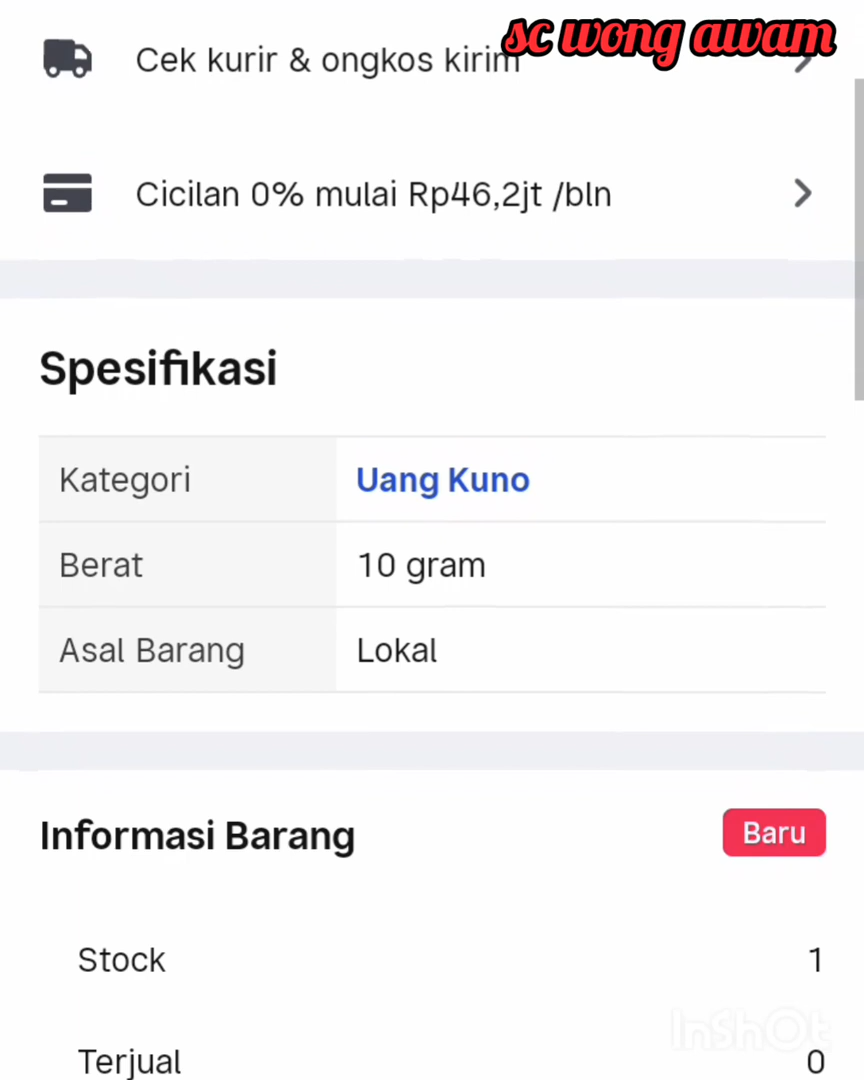 sc wong awam
Cek kurir & ongkos kirim
Cicilan 0% mulai Rp46,2jt /bln
Spesifikasi
Kategori Uang Kuno
Berat 10 gram
Asal Barang Lokal
Informasi Barang Baru
Stock 1
InShOt
Terjual 0